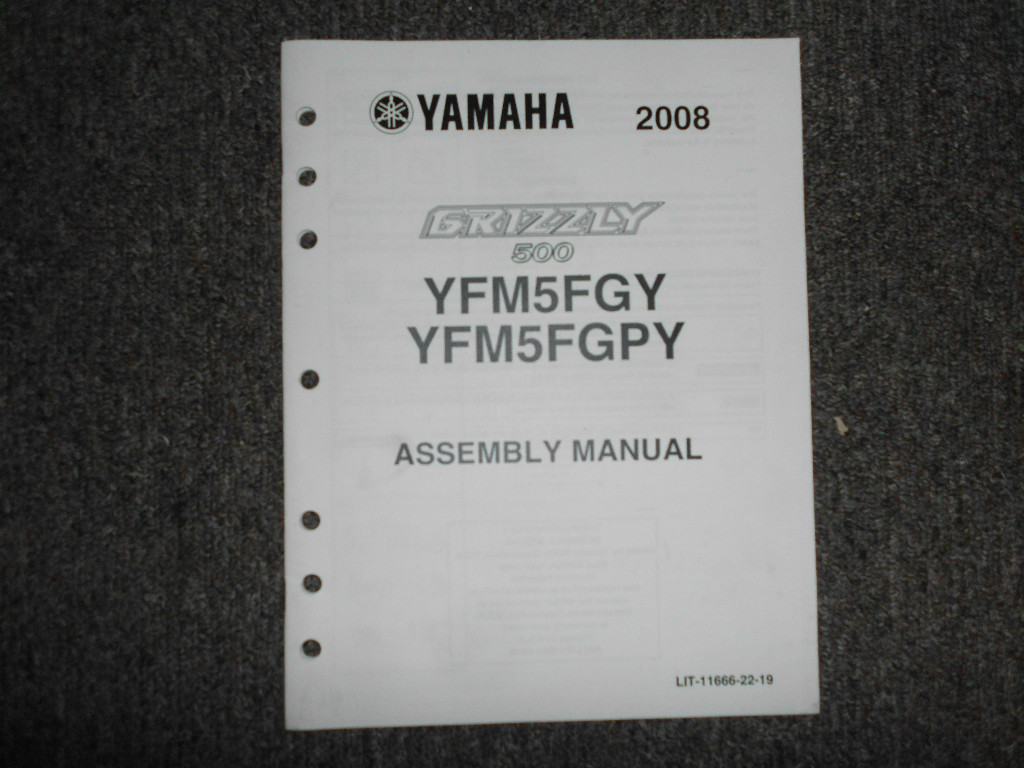 YAMAHA 2008
GRIZZLY
500
YFM5FGY
YFM5FGPY
ASSEMBLY MANUAL
LIT-11666-22-19